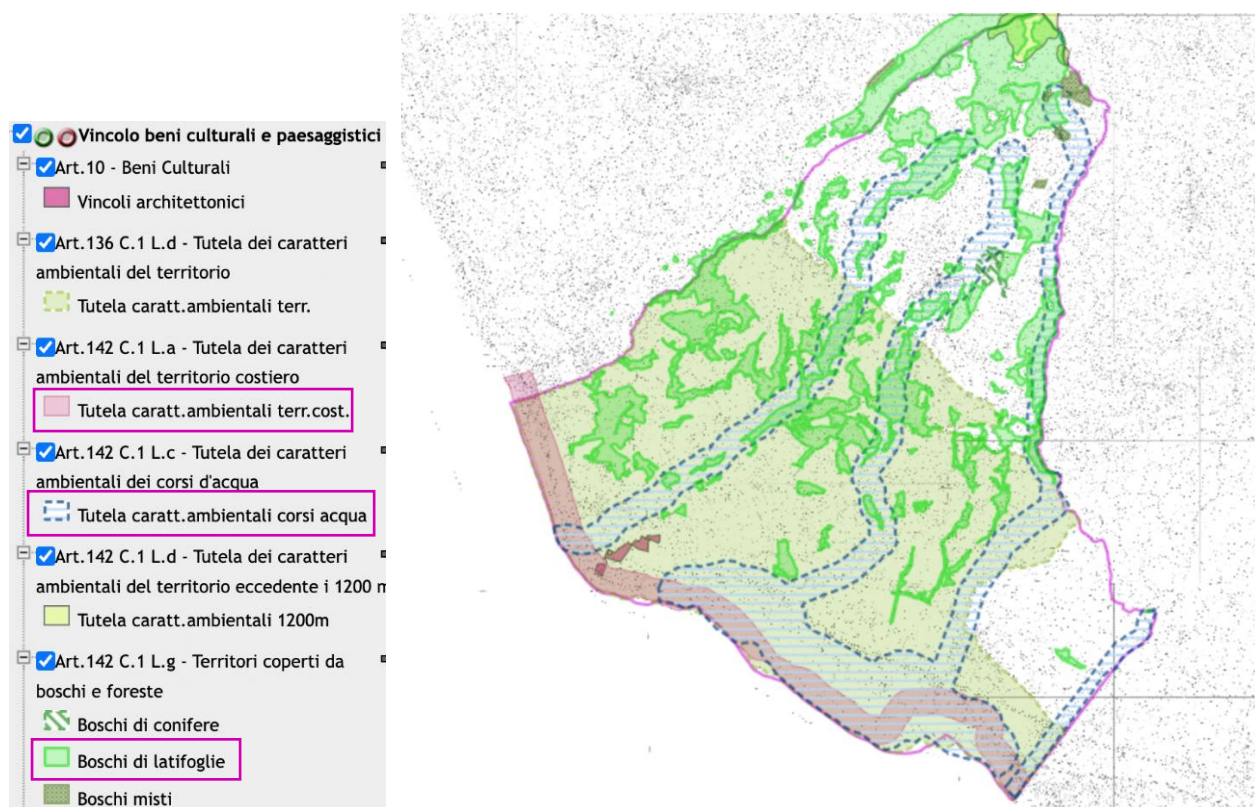 Vincolo beni culturali e paesaggistici
Art.10 - Beni Culturali
Vincoli architettonici
Art.136 C.1 L.d - Tutela dei caratteri
ambientali del territorio
Tutela caratt.ambientali terr.
Art.142 C.1 L.a - Tutela dei caratteri
ambientali del territorio costiero
Tutela caratt.ambientali terr.cost.
Art.142 C.1 L.c - Tutela dei caratteri
ambientali dei corsi d'acqua
Tutela caratt.ambientali corsi acqua
Art.142 C.1 L.d - Tutela dei caratteri
ambientali del territorio eccedente i 1200 m
Tutela caratt.ambientali 1200m
Art.142 C.1 L.g - Territori coperti da
boschi e foreste
Boschi di conifere
Boschi di latifoglie
Boschi misti